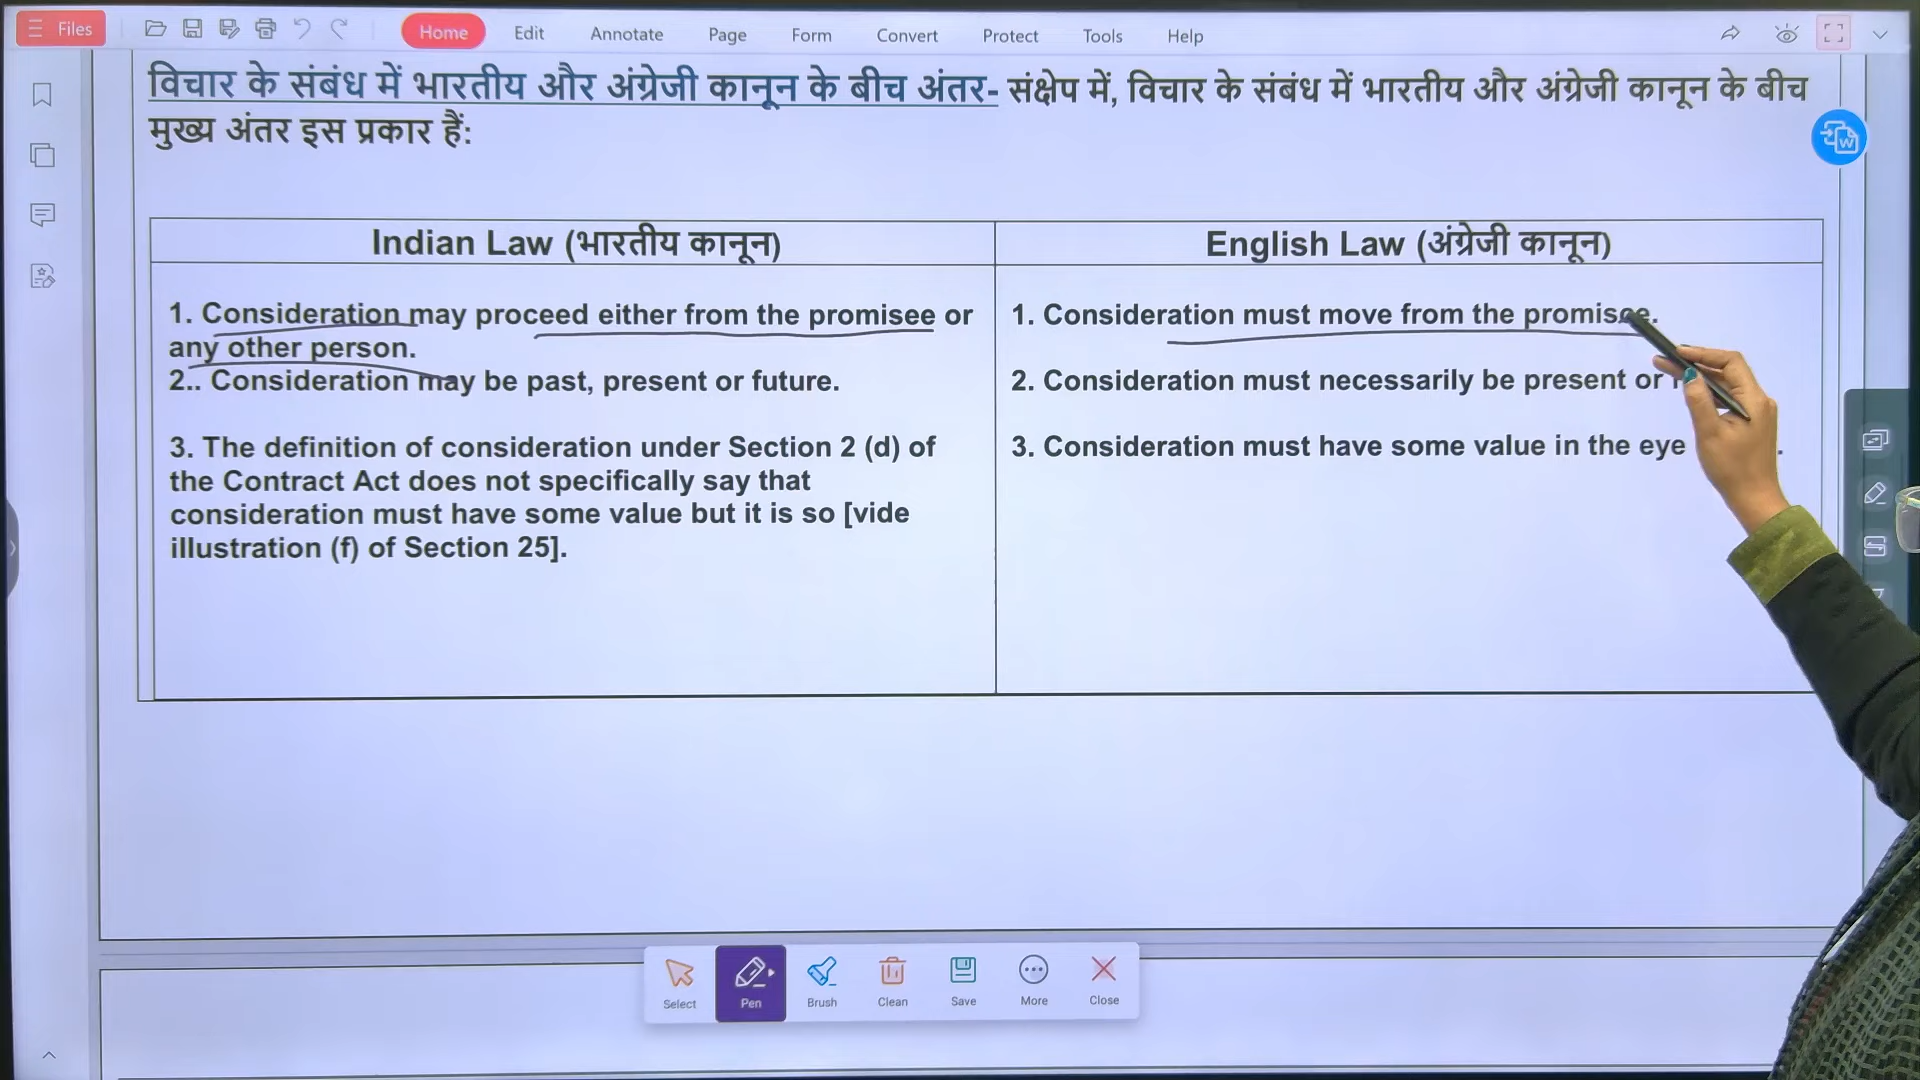 Files
Home Edit Annotate Page Form Convert Protect Tools Help
विचार के संबंध में भारतीय और अंग्रेजी कानून के बीच अंतर- संक्षेप में, विचार के संबंध में भारतीय और अंग्रेजी कानून के बीच
मुख्य अंतर इस प्रकार हैं:
Indian Law (भारतीय कानून)
1. Consideration may proceed either from the promisee or
any other person.
2.. Consideration may be past, present or future.
3. The definition of consideration under Section 2 (d) of
the Contract Act does not specifically say that
consideration must have some value but it is so [vide
illustration (f) of Section 25].
English Law (अंग्रेजी कानून)
1. Consideration must move from the promisee.
2. Consideration must necessarily be present or
3. Consideration must have some value in the eye
Select Pen Brush Clean Save More Close